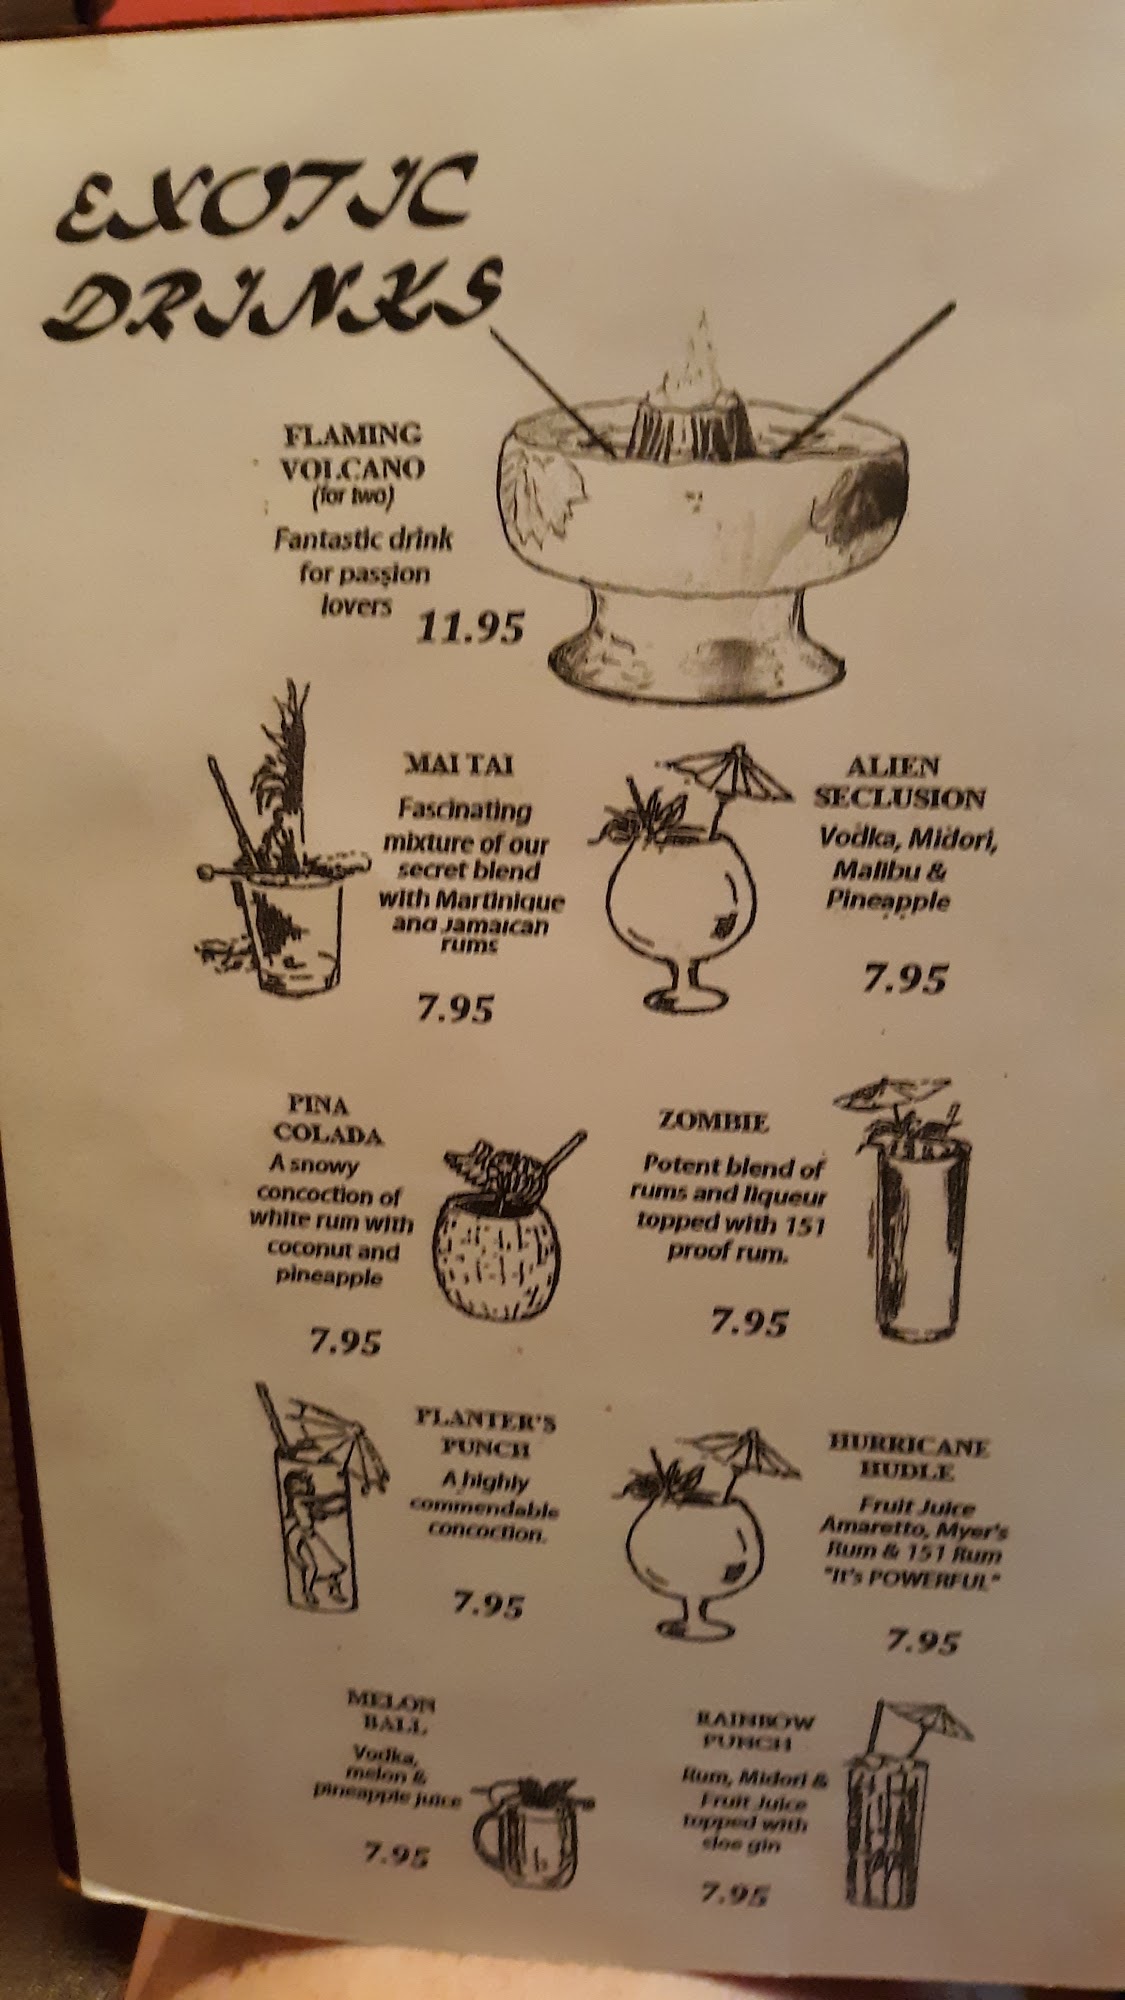 EXOTIC
DRINKS
FLAMING
VOLCANO
(for two)
Fantastic drink
for passion
lovers
11.95
MAI TAI
Fascinating
mixture of our
secret blend
with Martinique
and Jamaican
rums
7.95
ALIEN
SECLUSION
Vodka, Midori,
Malibu &
Pineapple
7.95
PINA
COLADA
A snowy
concoction of
white rum with
coconut and
pineapple
7.95
ZOMBIE
Potent blend of
rums and liqueur
topped with 151
proof rum.
7.95
PLANTER'S
PUNCH
A highly
commendable
concoction.
7.95
HURRICANE
HUDLE
Fruit Juice
Amaretto, Myer's
Rum & 151 Rum
"It's POWERFUL"
7.95
MELON
BALL
Vodka,
melon &
pineapple juice
7.95
RAINBOW
PUNCH
Rum, Midori &
Fruit Juice
topped with
sloe gin
7.95